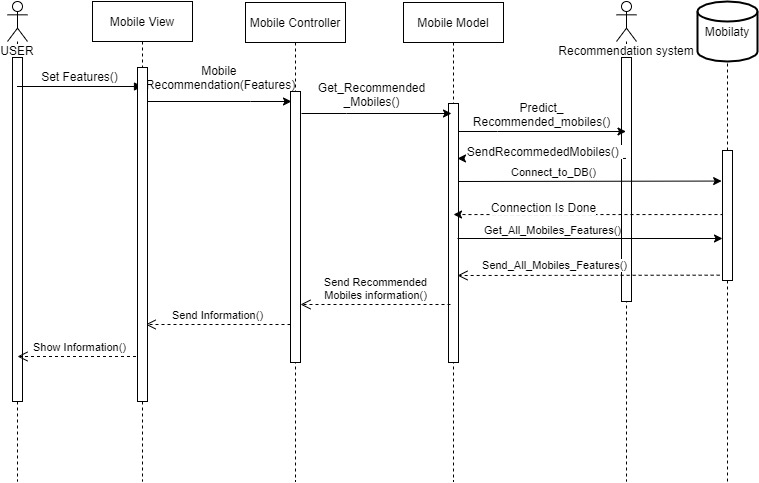 Mobile View
Mobile Controller
Mobile Model
Mobilaty
USER
Recommendation system
Set Features()
Mobile
Recommendation(Features)
Get_Recommended
_Mobiles()
Predict_
Recommended_mobiles()
SendRecommededMobiles()
Connect_to_DB()
Connection Is Done
Get_All_Mobiles_Features()
Send_All_Mobiles_Features()
Send Recommended
Mobiles information()
Send Information()
Show Information()